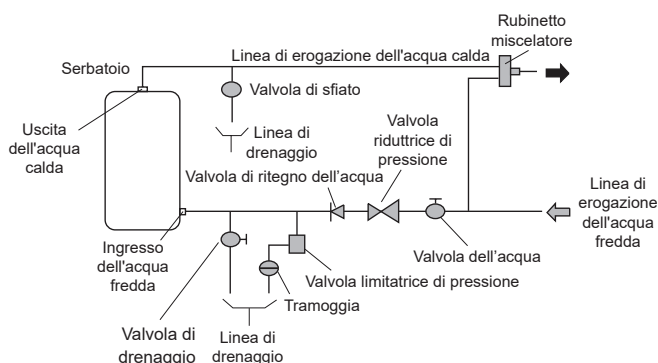 Rubinetto
miscelatore
Linea di erogazione dell'acqua calda
Serbatoio
Valvola di sfiato
Uscita
dell'acqua
calda
Linea di
drenaggio
Valvola
riduttrice di
pressione
Valvola di ritegno dell'acqua
Linea di
erogazione
dell'acqua
fredda
Ingresso
dell'acqua
fredda
Valvola dell'acqua
Valvola limitatrice di pressione
Tramoggia
Valvola di
drenaggio
Linea di
drenaggio